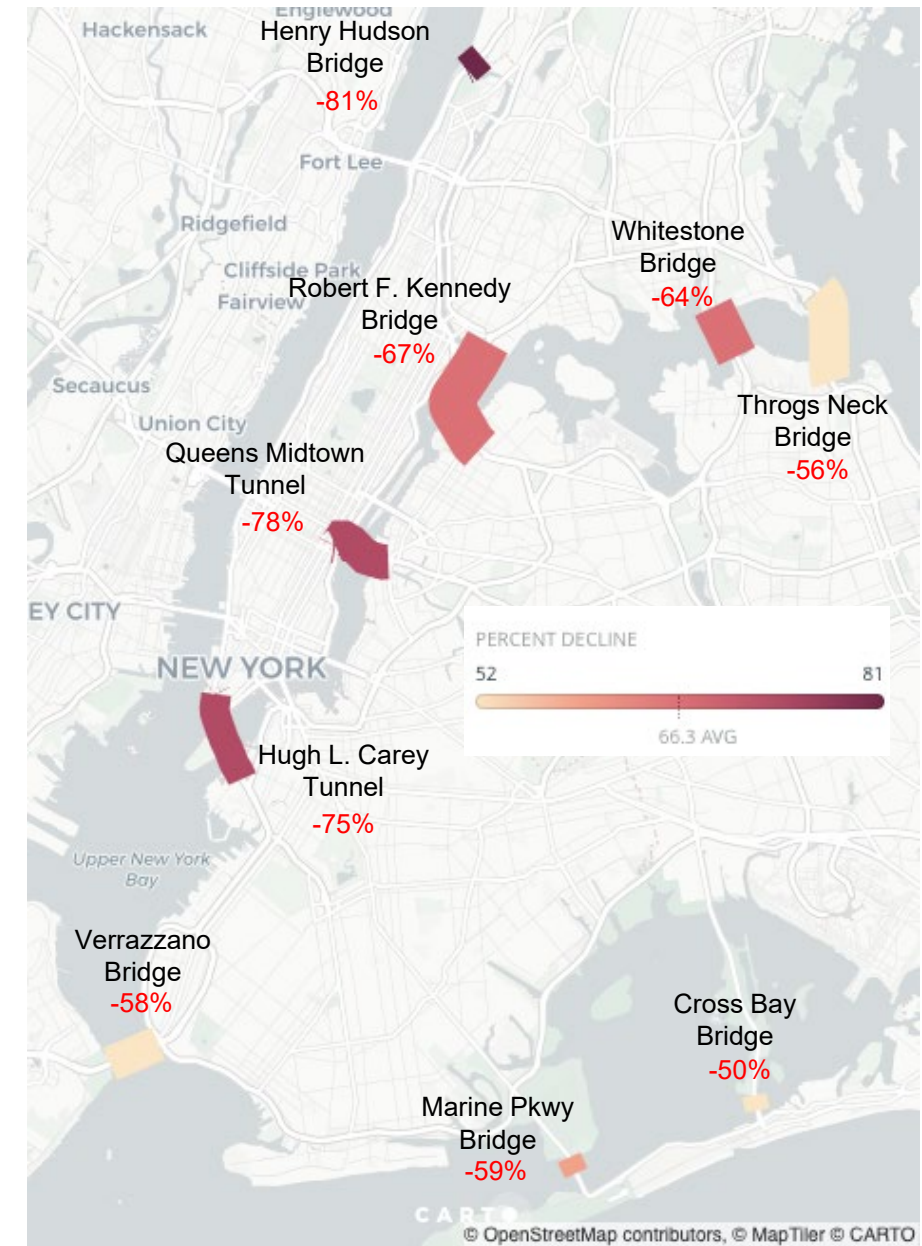 Englewood
Hackensack
Henry Hudson
Bridge
-81%
Fort Lee
Ridgefield
Whitestone
Bridge
-64%
Cliffside Park
Fairview
Robert F. Kennedy
Bridge
-67%
Secaucus
Union City
Throgs Neck
Bridge
-56%
Queens Midtown
Tunnel
-78%
EY CITY
PERCENT DECLINE
52
81
66.3 AVG
NEW YORK
Hugh L. Carey
Tunnel
-75%
Upper New York
Bay
Verrazzano
Bridge
-58%
Cross Bay
Bridge
-50%
Marine Pkwy
Bridge
-59%
CARTO
© OpenStreetMap contributors, © MapTiler © CARTO